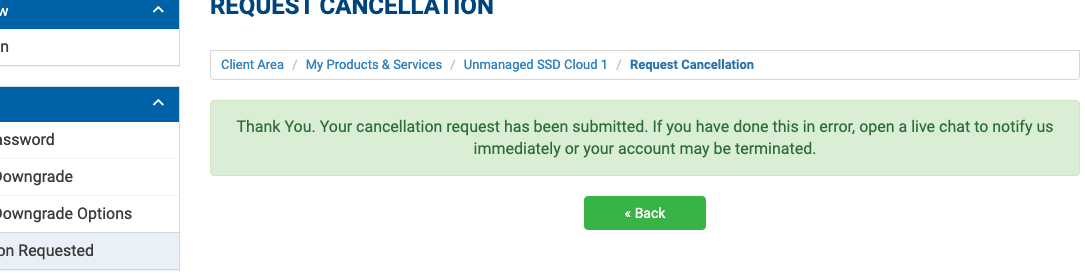 w
REQUEST CANCELLATION
n
Client Area / My Products & Services / Unmanaged SSD Cloud 1 / Request Cancellation
Thank You. Your cancellation request has been submitted. If you have done this in error, open a live chat to notify us
immediately or your account may be terminated.
assword
Downgrade
Downgrade Options
« Back
on Requested